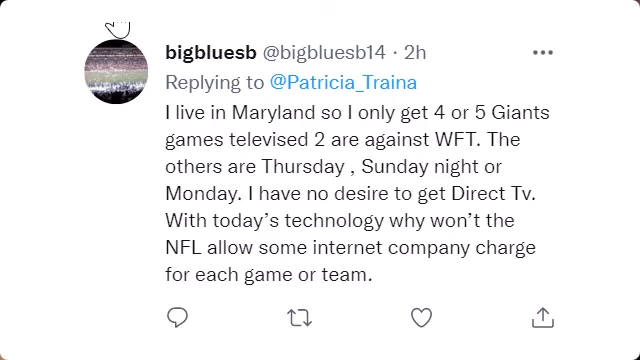 bigbluesb @bigbluesb14 · 2h
Replying to @Patricia_Traina
I live in Maryland so I only get 4 or 5 Giants
games televised 2 are against WFT. The
others are Thursday , Sunday night or
Monday. I have no desire to get Direct Tv.
With today’s technology why won’t the
NFL allow some internet company charge
for each game or team.